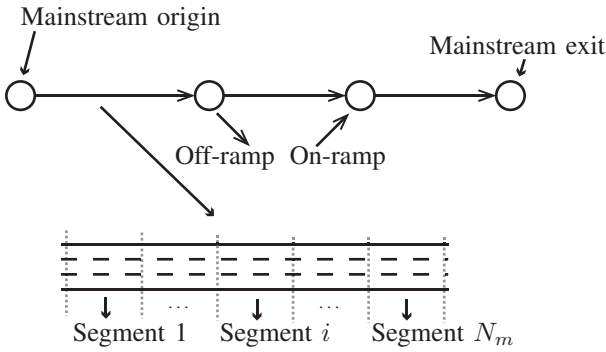 Mainstream origin
Mainstream exit
Off-ramp On-ramp
... ...
Segment 1 Segment i Segment N_m